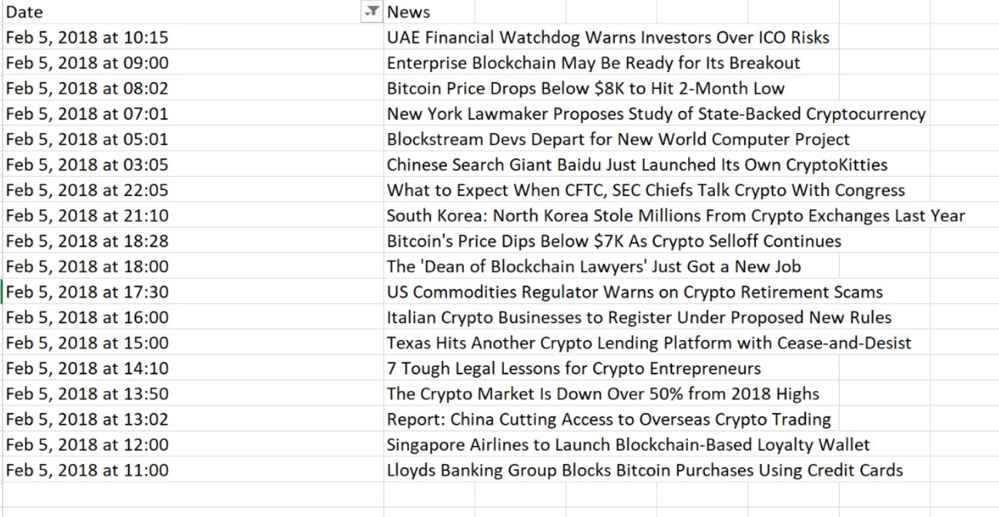 Date News
Feb 5, 2018 at 10:15 UAE Financial Watchdog Warns Investors Over ICO Risks
Feb 5, 2018 at 09:00 Enterprise Blockchain May Be Ready for Its Breakout
Feb 5, 2018 at 08:02 Bitcoin Price Drops Below $8K to Hit 2-Month Low
Feb 5, 2018 at 07:01 New York Lawmaker Proposes Study of State-Backed Cryptocurrency
Feb 5, 2018 at 05:01 Blockstream Devs Depart for New World Computer Project
Feb 5, 2018 at 03:05 Chinese Search Giant Baidu Just Launched Its Own CryptoKitties
Feb 5, 2018 at 22:05 What to Expect When CFTC, SEC Chiefs Talk Crypto With Congress
Feb 5, 2018 at 21:10 South Korea: North Korea Stole Millions From Crypto Exchanges Last Year
Feb 5, 2018 at 18:28 Bitcoin's Price Dips Below $7K As Crypto Selloff Continues
Feb 5, 2018 at 18:00 The 'Dean of Blockchain Lawyers' Just Got a New Job
Feb 5, 2018 at 17:30 US Commodities Regulator Warns on Crypto Retirement Scams
Feb 5, 2018 at 16:00 Italian Crypto Businesses to Register Under Proposed New Rules
Feb 5, 2018 at 15:00 Texas Hits Another Crypto Lending Platform with Cease-and-Desist
Feb 5, 2018 at 14:10 7 Tough Legal Lessons for Crypto Entrepreneurs
Feb 5, 2018 at 13:50 The Crypto Market Is Down Over 50% from 2018 Highs
Feb 5, 2018 at 13:02 Report: China Cutting Access to Overseas Crypto Trading
Feb 5, 2018 at 12:00 Singapore Airlines to Launch Blockchain-Based Loyalty Wallet
Feb 5, 2018 at 11:00 Lloyds Banking Group Blocks Bitcoin Purchases Using Credit Cards